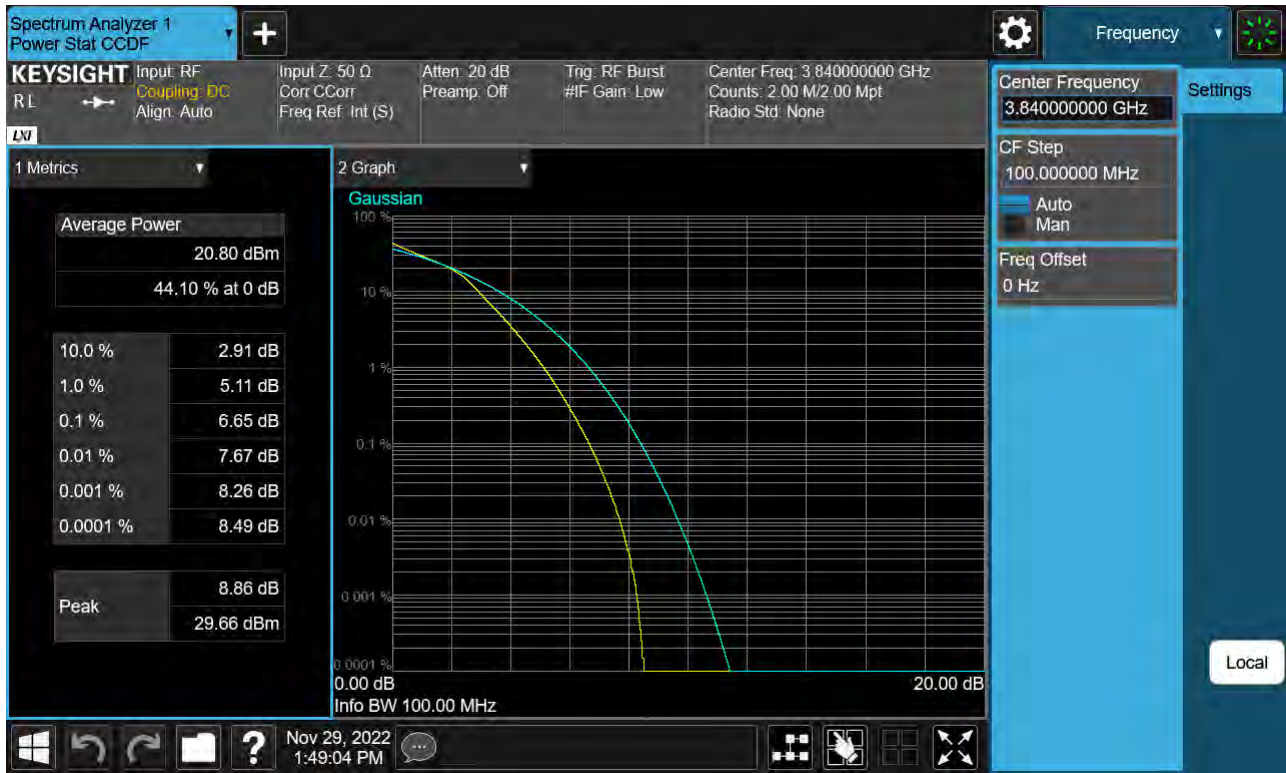 Spectrum Analyzer 1
Power Stat CCDF
+
Frequency
KEYSIGHT
RL
LXI
Input: RF
Coupling: DC
Align: Auto
Input Z: 50 Ω
Corr CCorr
Freq Ref: Int (S)
Atten: 20 dB
Preamp: Off
Trig: RF Burst
#IF Gain: Low
Center Freq: 3.840000000 GHz
Counts: 2.00 M/2.00 Mpt
Radio Std: None
Center Frequency
3.840000000 GHz
Settings
CF Step
100.000000 MHz
Auto
Man
Freq Offset
0 Hz
1 Metrics
Average Power
20.80 dBm
44.10 % at 0 dB
10.0 % 2.91 dB
1.0 % 5.11 dB
0.1 % 6.65 dB
0.01 % 7.67 dB
0.001 % 8.26 dB
0.0001 % 8.49 dB
Peak
8.86 dB
29.66 dBm
2 Graph
Gaussian
100 %
10 %
1 %
0.1 %
0.01 %
0.001 %
0.0001 %
0.00 dB 20.00 dB
Info BW 100.00 MHz
Local
?
Nov 29, 2022
1:49:04 PM